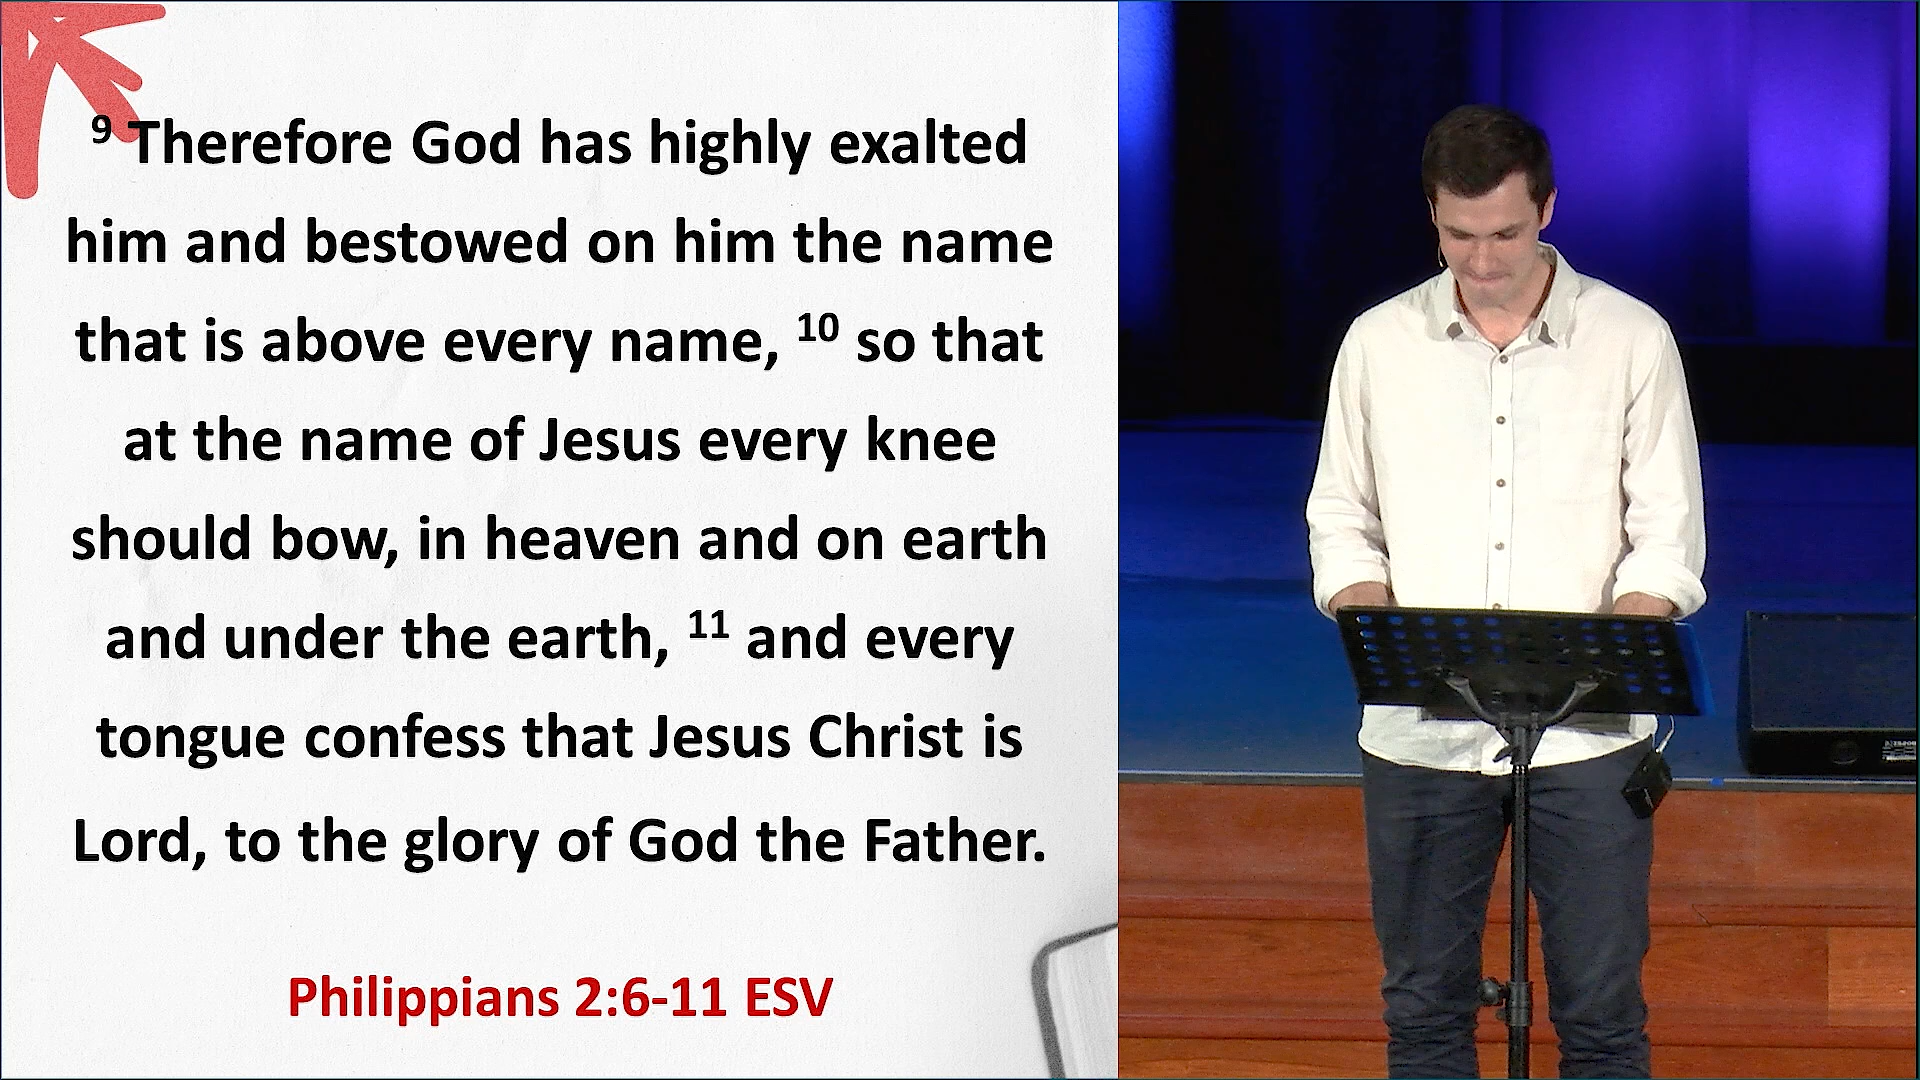 ⁹ Therefore God has highly exalted
him and bestowed on him the name
that is above every name, ¹⁰ so that
at the name of Jesus every knee
should bow, in heaven and on earth
and under the earth, ¹¹ and every
tongue confess that Jesus Christ is
Lord, to the glory of God the Father.
Philippians 2:6-11 ESV